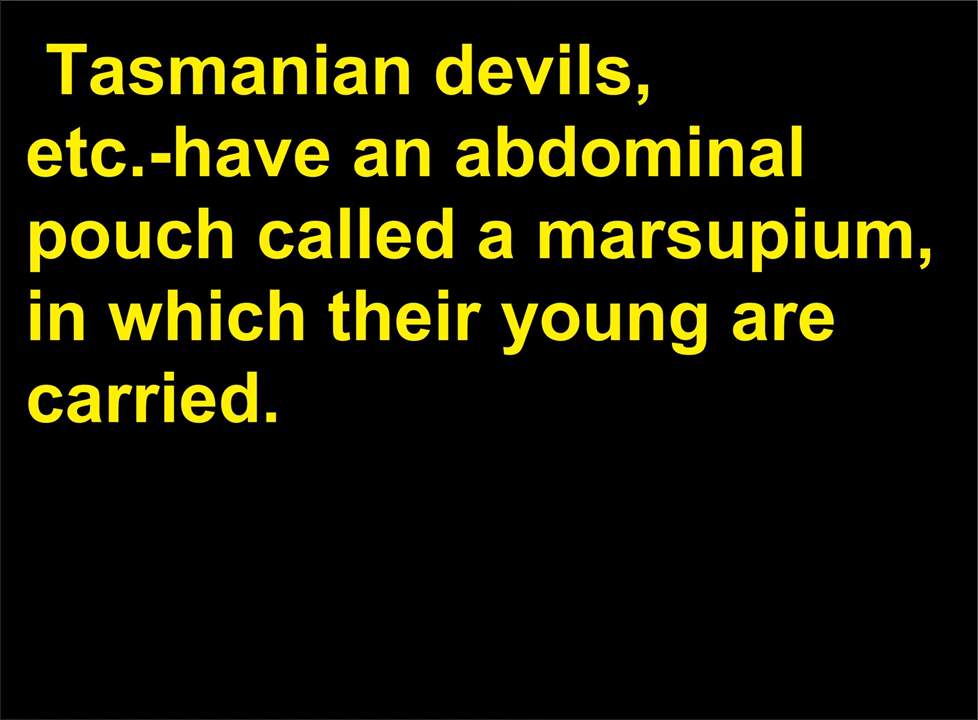 Tasmanian devils,
etc.-have an abdominal
pouch called a marsupium,
in which their young are
carried.